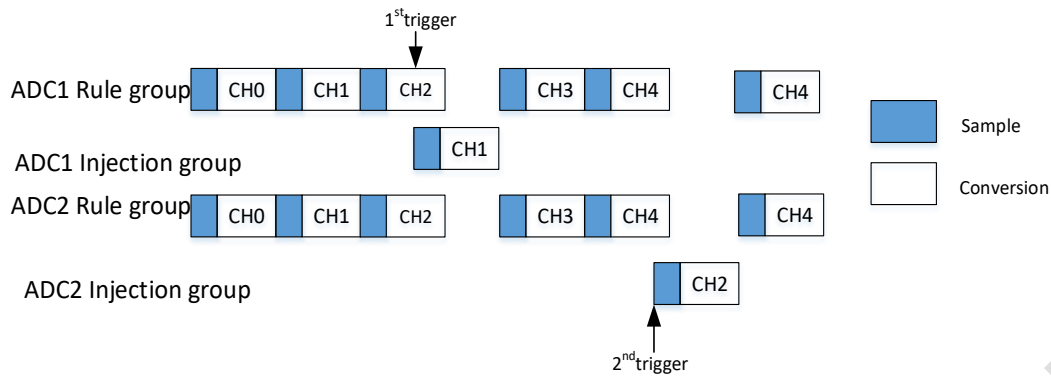 1st trigger
ADC1 Rule group CH0 CH1 CH2 CH3 CH4 CH4
Sample
ADC1 Injection group CH1
Conversion
ADC2 Rule group CH0 CH1 CH2 CH3 CH4 CH4
ADC2 Injection group CH2
2nd trigger